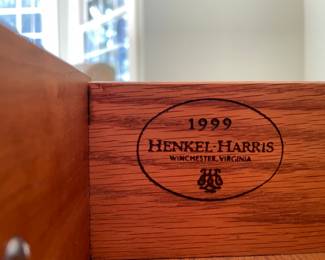 1999
HENKEL-HARRIS
WINCHESTER, VIRGINIA